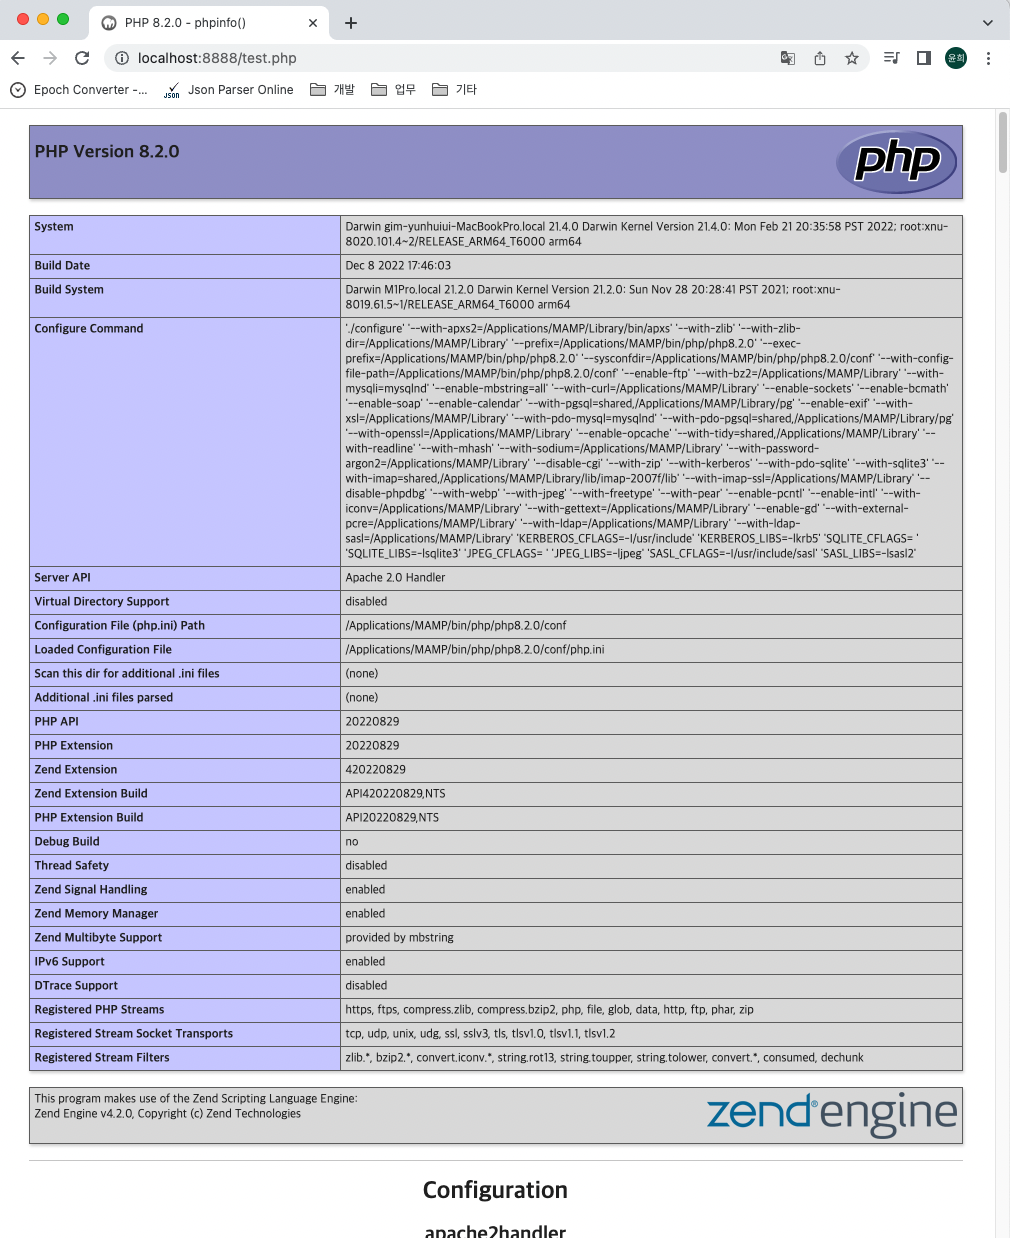 PHP 8.2.0 - phpinfo()
localhost:8888/test.php
윤희
Epoch Converter -...
JSON
Json Parser Online
개발
업무
기타
PHP Version 8.2.0
php
System
Darwin gim-yunhuiui-MacBookPro.local 21.4.0 Darwin Kernel Version 21.4.0: Mon Feb 21 20:35:58 PST 2022; root:xnu-
8020.101.4~2/RELEASE_ARM64_T6000 arm64
Build Date
Dec 8 2022 17:46:03
Build System
Darwin M1Pro.local 21.2.0 Darwin Kernel Version 21.2.0: Sun Nov 28 20:28:41 PST 2021; root:xnu-
8019.61.5~1/RELEASE_ARM64_T6000 arm64
Configure Command
'./configure' '--with-apxs2=/Applications/MAMP/Library/bin/apxs' '--with-zlib' '--with-zlib-
dir=/Applications/MAMP/Library' '--prefix=/Applications/MAMP/bin/php/php8.2.0' '--exec-
prefix=/Applications/MAMP/bin/php/php8.2.0' '--sysconfdir=/Applications/MAMP/bin/php/php8.2.0/conf' '--with-config-
file-path=/Applications/MAMP/bin/php/php8.2.0/conf' '--enable-ftp' '--with-bz2=/Applications/MAMP/Library' '--with-
mysqli=mysqlnd' '--enable-mbstring=all' '--with-curl=/Applications/MAMP/Library' '--enable-sockets' '--enable-bcmath'
'--enable-soap' '--enable-calendar' '--with-pgsql=shared,/Applications/MAMP/Library/pg' '--enable-exif' '--with-
xsl=/Applications/MAMP/Library' '--with-pdo-mysql=mysqlnd' '--with-pdo-pgsql=shared,/Applications/MAMP/Library/pg'
'--with-openssl=/Applications/MAMP/Library' '--enable-opcache' '--with-tidy=shared,/Applications/MAMP/Library' '--
with-readline' '--with-mhash' '--with-sodium=/Applications/MAMP/Library' '--with-password-
argon2=/Applications/MAMP/Library' '--disable-cgi' '--with-zip' '--with-kerberos' '--with-pdo-sqlite' '--with-sqlite3' '--
with-imap=shared,/Applications/MAMP/Library/lib/imap-2007f/lib' '--with-imap-ssl=/Applications/MAMP/Library' '--
disable-phpdbg' '--with-webp' '--with-jpeg' '--with-freetype' '--with-pear' '--enable-pcntl' '--enable-intl' '--with-
iconv=/Applications/MAMP/Library' '--with-gettext=/Applications/MAMP/Library' '--enable-gd' '--with-external-
pcre=/Applications/MAMP/Library' '--with-ldap=/Applications/MAMP/Library' '--with-ldap-
sasl=/Applications/MAMP/Library' 'KERBEROS_CFLAGS=-I/usr/include' 'KERBEROS_LIBS=-lkrb5' 'SQLITE_CFLAGS= '
'SQLITE_LIBS=-lsqlite3' 'JPEG_CFLAGS= ' 'JPEG_LIBS=-ljpeg' 'SASL_CFLAGS=-I/usr/include/sasl' 'SASL_LIBS=-lsasl2'
Server API
Apache 2.0 Handler
Virtual Directory Support
disabled
Configuration File (php.ini) Path
/Applications/MAMP/bin/php/php8.2.0/conf
Loaded Configuration File
/Applications/MAMP/bin/php/php8.2.0/conf/php.ini
Scan this dir for additional .ini files
(none)
Additional .ini files parsed
(none)
PHP API
20220829
PHP Extension
20220829
Zend Extension
420220829
Zend Extension Build
API420220829,NTS
PHP Extension Build
API20220829,NTS
Debug Build
no
Thread Safety
disabled
Zend Signal Handling
enabled
Zend Memory Manager
enabled
Zend Multibyte Support
provided by mbstring
IPv6 Support
enabled
DTrace Support
disabled
Registered PHP Streams
https, ftps, compress.zlib, compress.bzip2, php, file, glob, data, http, ftp, phar, zip
Registered Stream Socket Transports
tcp, udp, unix, udg, ssl, sslv3, tls, tlsv1.0, tlsv1.1, tlsv1.2
Registered Stream Filters
zlib.*, bzip2.*, convert.iconv.*, string.rot13, string.toupper, string.tolower, convert.*, consumed, dechunk
This program makes use of the Zend Scripting Language Engine:
Zend Engine v4.2.0, Copyright (c) Zend Technologies
zend®engine
Configuration
apache2handler